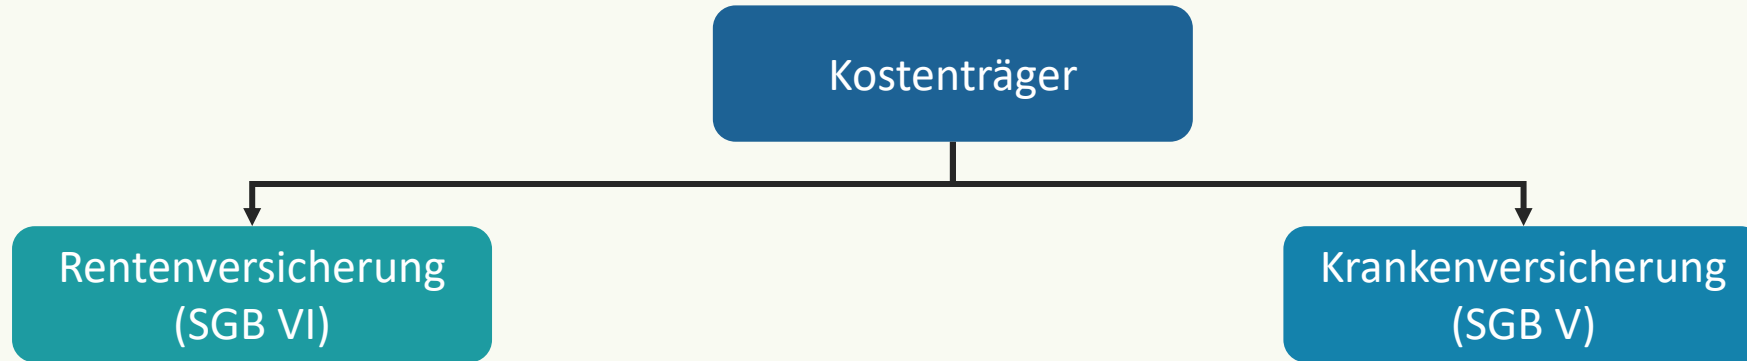 Kostenträger
Rentenversicherung
(SGB VI)
Krankenversicherung
(SGB V)